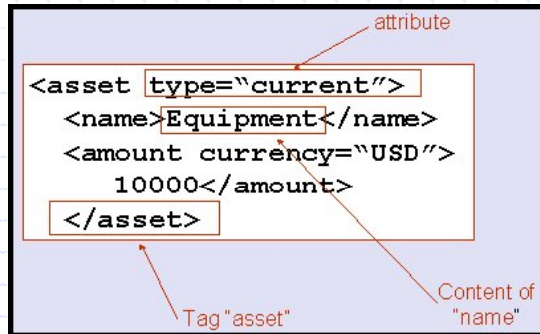 attribute
<asset type=“current”>
<name>Equipment</name>
<amount currency=“USD”>
10000</amount>
</asset>
Content of
"name"
Tag "asset"